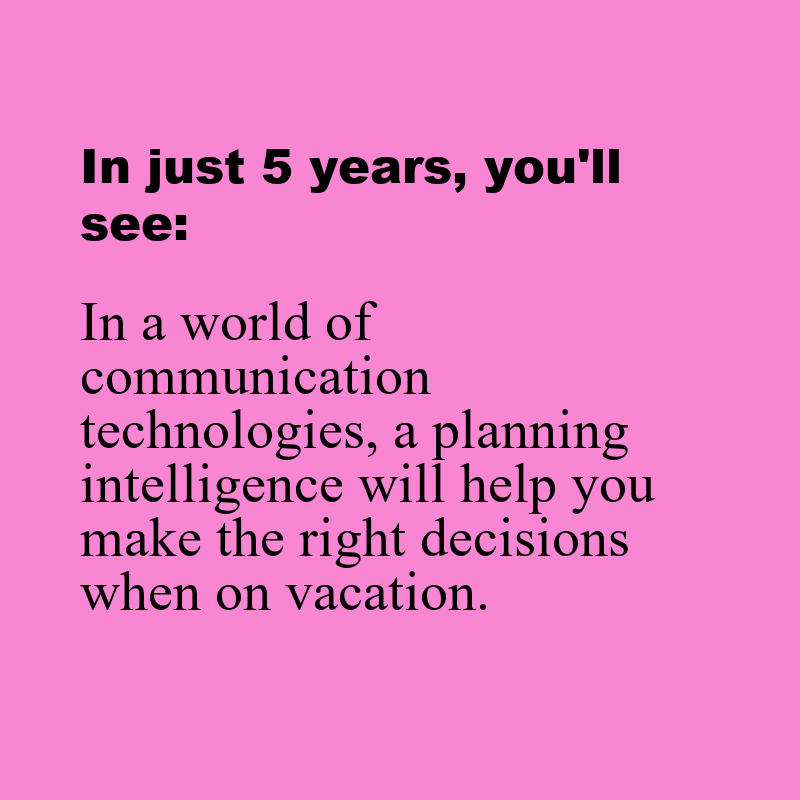 In just 5 years, you'll
see:
In a world of
communication
technologies, a planning
intelligence will help you
make the right decisions
when on vacation.